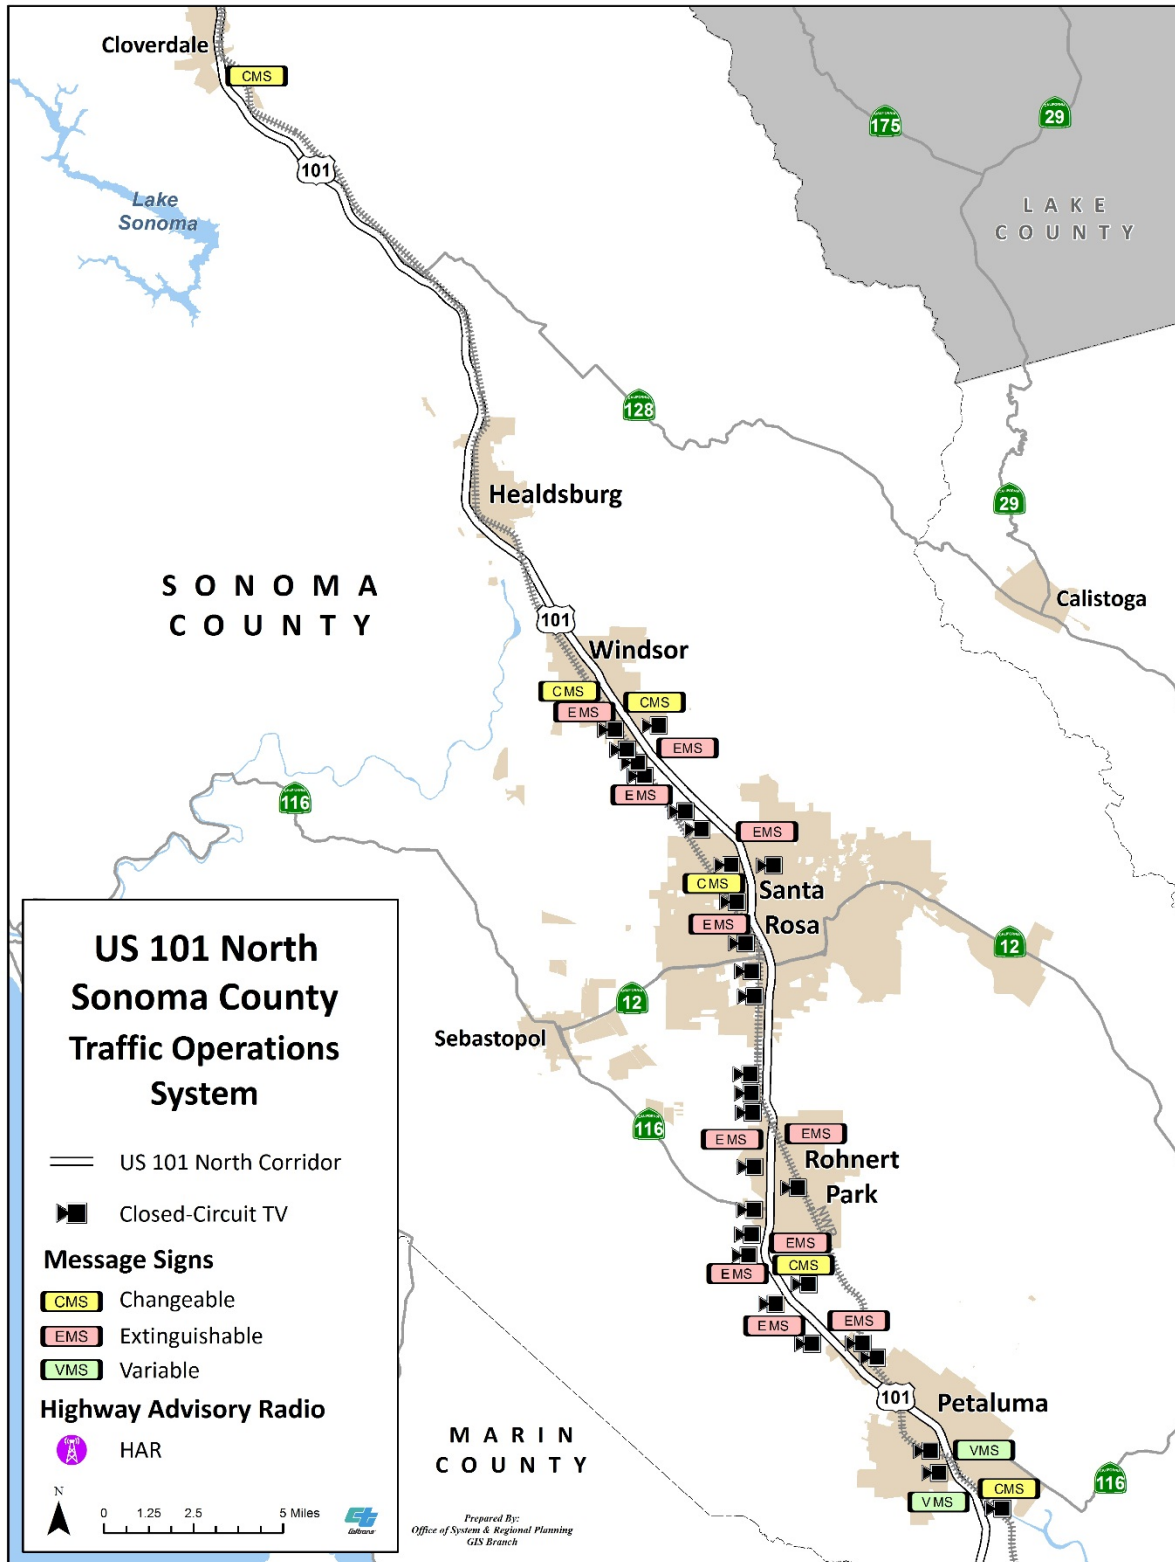 Cloverdale
CMS
175
29
101
Lake
Sonoma
LAKE
COUNTY
128
Healdsburg
29
SONOMA
COUNTY
Calistoga
101
Windsor
CMS
CMS
EMS
EMS
EMS
116
EMS
CMS
Santa
Rosa
EMS
12
12
Sebastopol
116
EMS
EMS
Rohnert
Park
NWP
EMS
CMS
EMS
EMS
EMS
101
Petaluma
MARIN
COUNTY
VMS
116
CMS
VMS
US 101 North
Sonoma County
Traffic Operations
System
US 101 North Corridor
Closed-Circuit TV
Message Signs
CMS Changeable
EMS Extinguishable
VMS Variable
Highway Advisory Radio
HAR
N
0 1.25 2.5 5 Miles
Caltrans
Prepared By:
Office of System & Regional Planning
GIS Branch